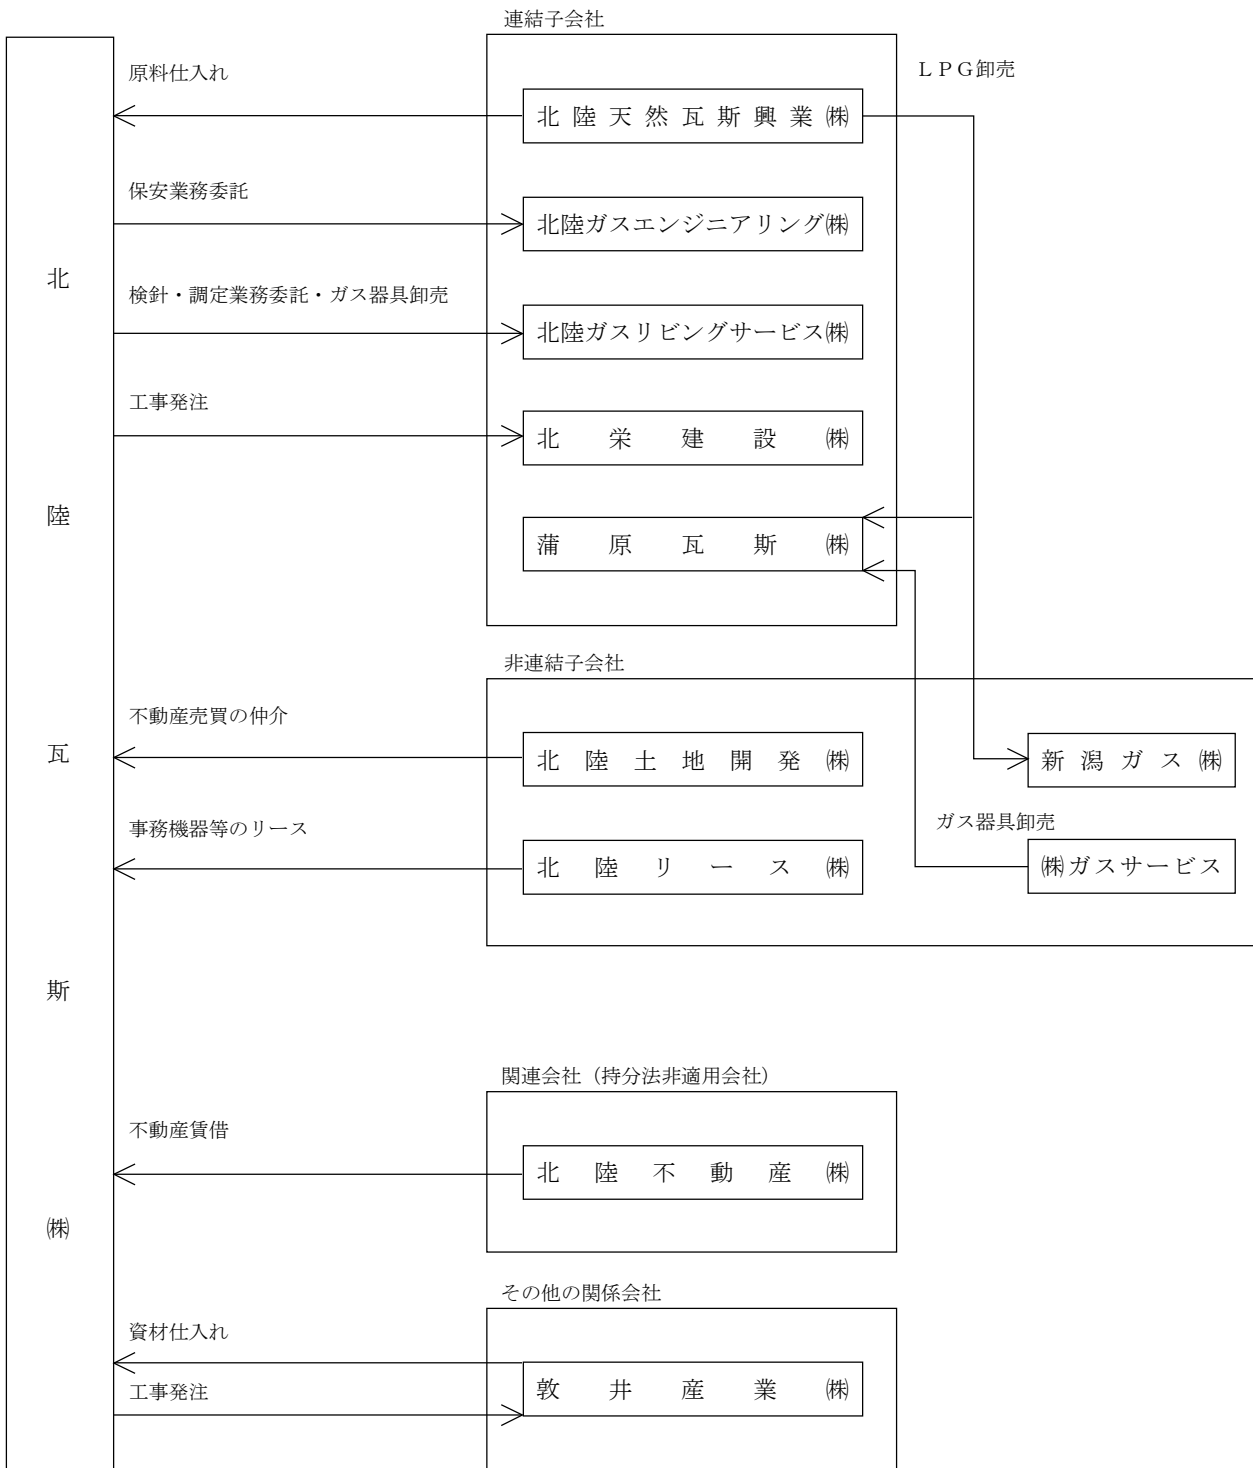 連結子会社
原料仕入れ
ＬＰＧ卸売
北陸天然瓦斯興業㈱
保安業務委託
北陸ガスエンジニアリング㈱
検針・調定業務委託・ガス器具卸売
北陸ガスリビングサービス㈱
工事発注
北栄建設㈱
蒲原瓦斯㈱
北陸瓦斯㈱
非連結子会社
不動産売買の仲介
北陸土地開発㈱
新潟ガス㈱
事務機器等のリース
ガス器具卸売
北陸リース㈱
㈱ガスサービス
関連会社（持分法非適用会社）
不動産賃借
北陸不動産㈱
その他の関係会社
資材仕入れ
工事発注
敦井産業㈱